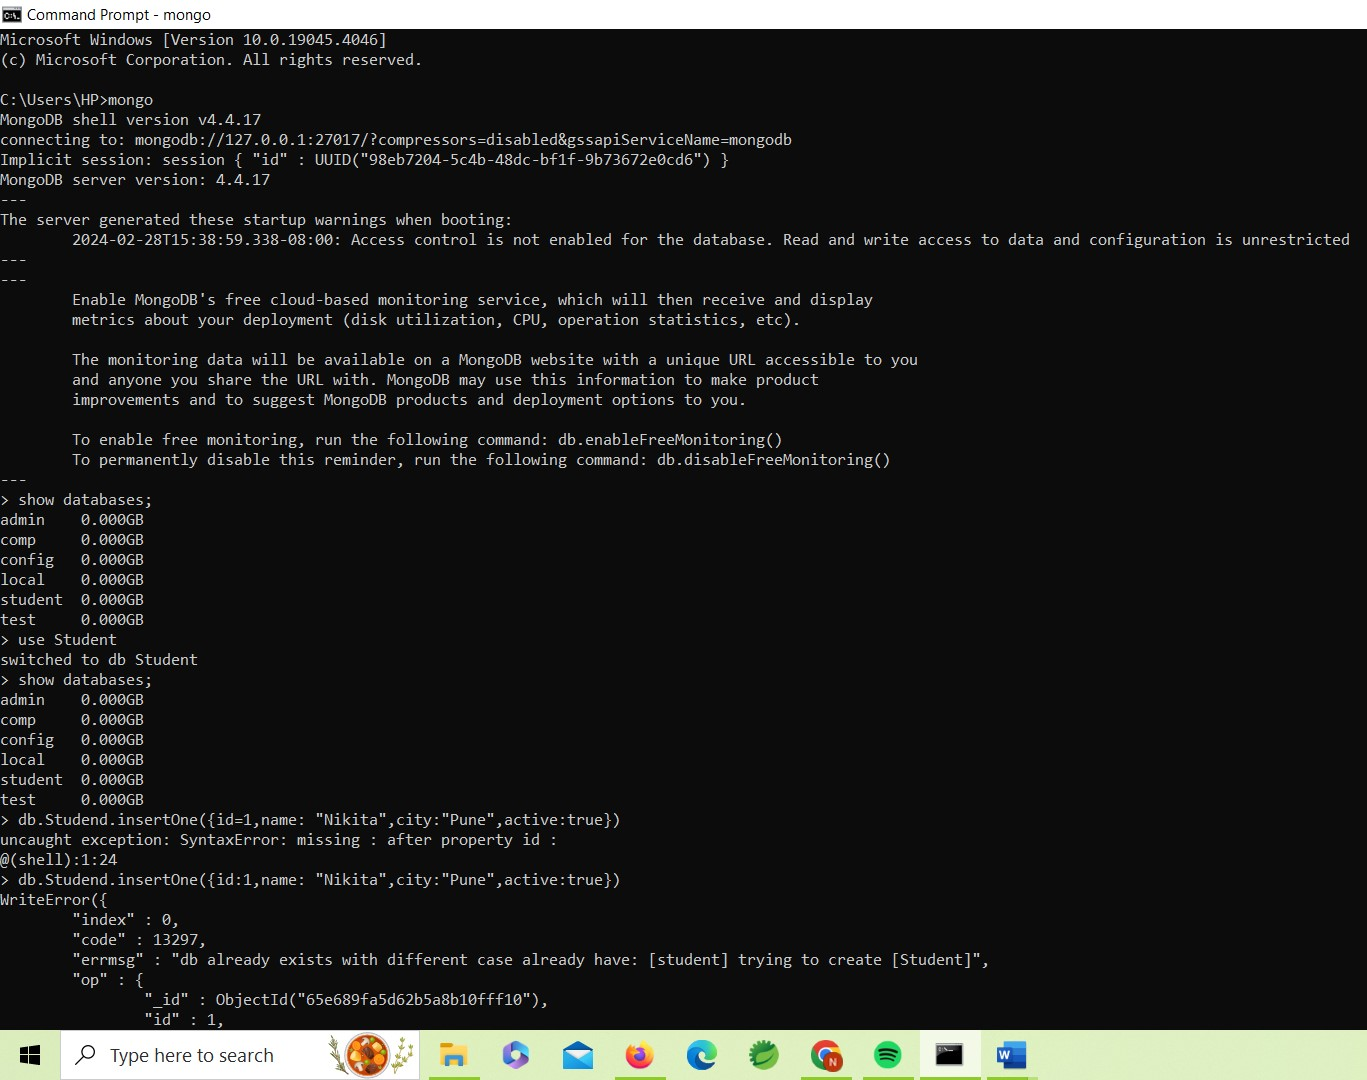 Command Prompt - mongo
Microsoft Windows [Version 10.0.19045.4046]
(c) Microsoft Corporation. All rights reserved.
C:\Users\HP>mongo
MongoDB shell version v4.4.17
connecting to: mongodb://127.0.0.1:27017/?compressors=disabled&gssapiServiceName=mongodb
Implicit session: session { "id" : UUID("98eb7204-5c4b-48dc-bf1f-9b73672e0cd6") }
MongoDB server version: 4.4.17
---
The server generated these startup warnings when booting:
        2024-02-28T15:38:59.338-08:00: Access control is not enabled for the database. Read and write access to data and configuration is unrestricted
---
---
        Enable MongoDB's free cloud-based monitoring service, which will then receive and display
        metrics about your deployment (disk utilization, CPU, operation statistics, etc).
        The monitoring data will be available on a MongoDB website with a unique URL accessible to you
        and anyone you share the URL with. MongoDB may use this information to make product
        improvements and to suggest MongoDB products and deployment options to you.
        To enable free monitoring, run the following command: db.enableFreeMonitoring()
        To permanently disable this reminder, run the following command: db.disableFreeMonitoring()
---
> show databases;
admin    0.000GB
comp     0.000GB
config   0.000GB
local    0.000GB
student  0.000GB
test     0.000GB
> use Student
switched to db Student
> show databases;
admin    0.000GB
comp     0.000GB
config   0.000GB
local    0.000GB
student  0.000GB
test     0.000GB
> db.Studend.insertOne({id=1,name: "Nikita",city:"Pune",active:true})
uncaught exception: SyntaxError: missing : after property id :
@(shell):1:24
> db.Studend.insertOne({id:1,name: "Nikita",city:"Pune",active:true})
WriteError({
        "index" : 0,
        "code" : 13297,
        "errmsg" : "db already exists with different case already have: [student] trying to create [Student]",
        "op" : {
                "_id" : ObjectId("65e689fa5d62b5a8b10fff10"),
                "id" : 1,
Type here to search